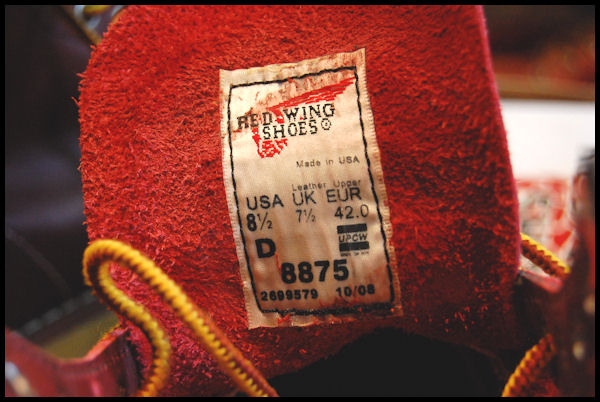 RED WING
SHOES®
Made in USA
Leather Upper
USA UK EUR
8½ 7½ 42.0
D UPCW
8875
2699579 10/08